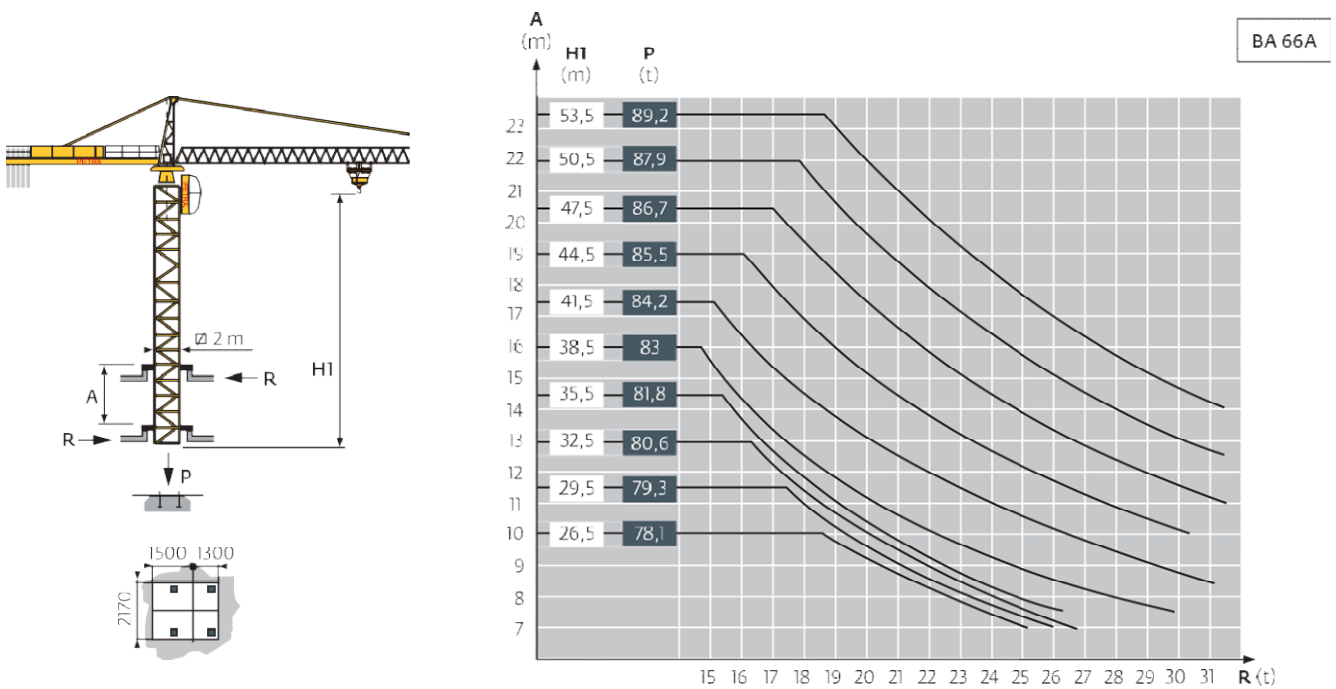 BA 66A
A
(m)
H1
(m)
P
(t)
23
22
21
20
19
18
17
16
15
14
13
12
11
10
9
8
7
53,5 89,2
50,5 87,9
47,5 86,7
44,5 85,5
41,5 84,2
38,5 83
35,5 81,8
32,5 80,6
29,5 79,3
26,5 78,1
15 16 17 18 19 20 21 22 23 24 25 26 27 28 29 30 31 R (t)
PETRA
PETRA
2 m
H1
R
A
R
P
1500 1300
2170